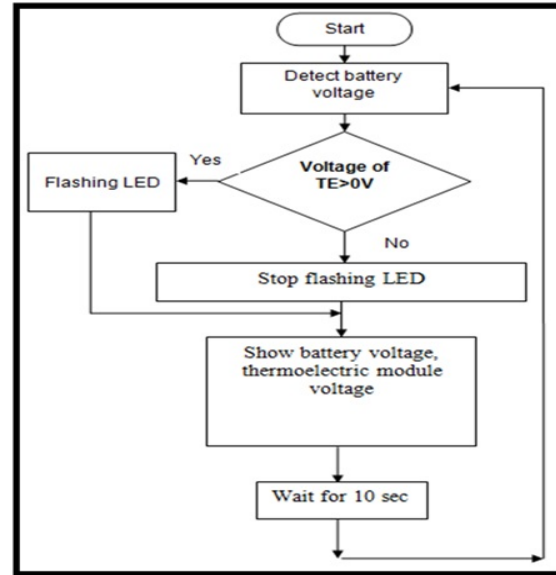 Start
Detect battery
voltage
Voltage of
TE>0V
Yes
Flashing LED
No
Stop flashing LED
Show battery voltage,
thermoelectric module
voltage
Wait for 10 sec